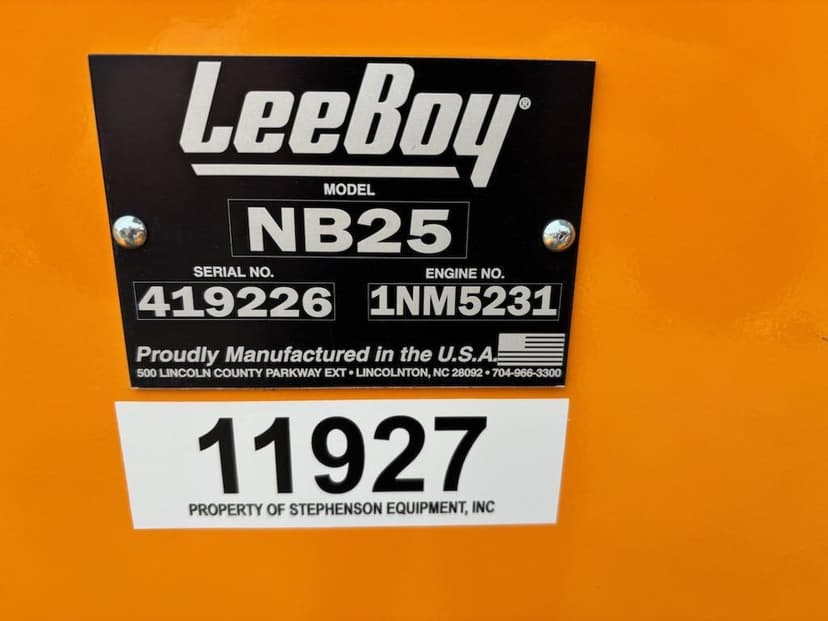 LeeBoy®
MODEL
NB25
SERIAL NO. ENGINE NO.
419226 1NM5231
Proudly Manufactured in the U.S.A.
500 LINCOLN COUNTY PARKWAY EXT • LINCOLNTON, NC 28092 • 704-966-3300
11927
PROPERTY OF STEPHENSON EQUIPMENT, INC